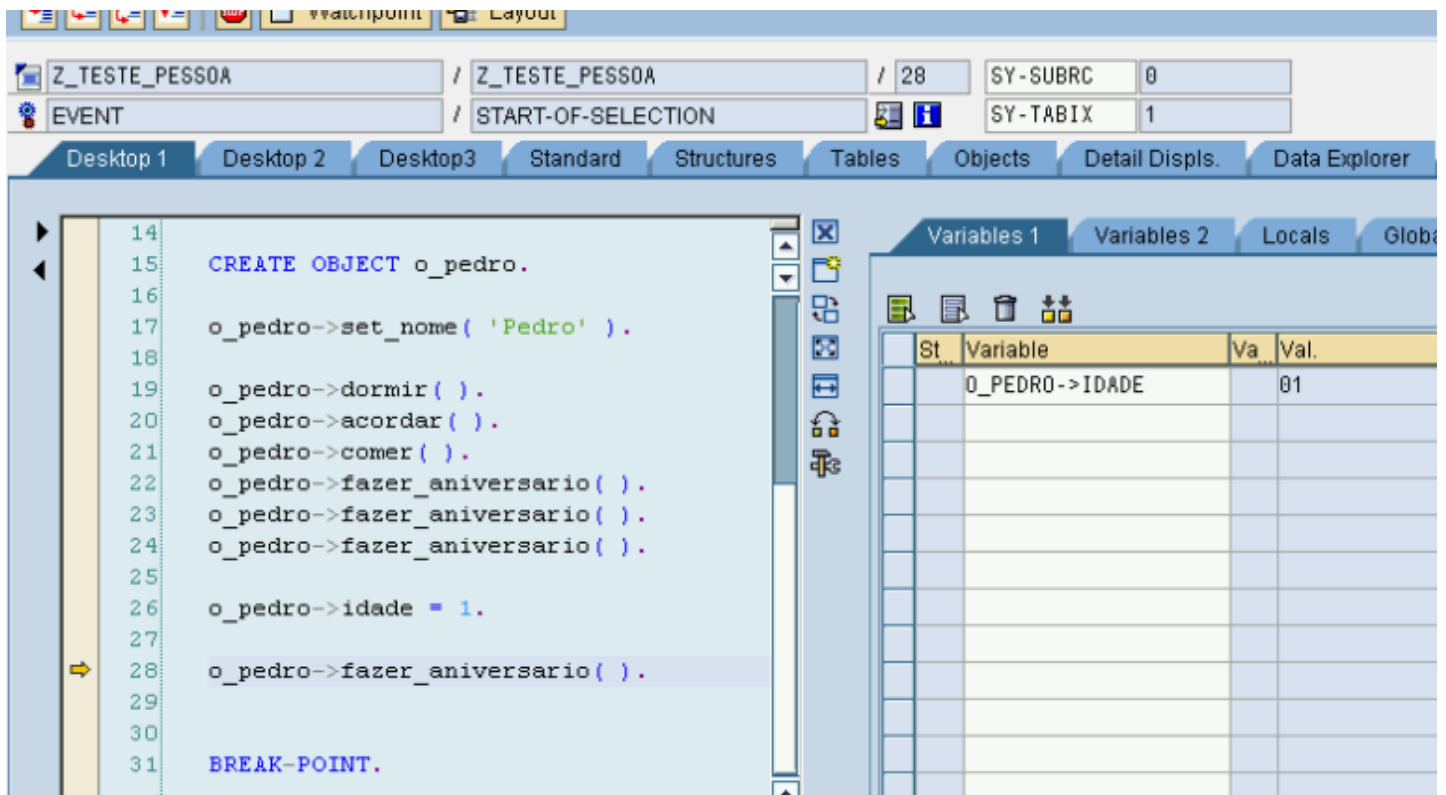 Watchpoint Layout
Z_TESTE_PESSOA / Z_TESTE_PESSOA / 28 SY-SUBRC 0
EVENT / START-OF-SELECTION SY-TABIX 1
Desktop 1 Desktop 2 Desktop3 Standard Structures Tables Objects Detail Displs. Data Explorer
Variables 1 Variables 2 Locals Globa
St... Variable Va... Val.
O_PEDRO->IDADE 01
14
15 CREATE OBJECT o_pedro.
16
17 o_pedro->set_nome( 'Pedro' ).
18
19 o_pedro->dormir( ).
20 o_pedro->acordar( ).
21 o_pedro->comer( ).
22 o_pedro->fazer_aniversario( ).
23 o_pedro->fazer_aniversario( ).
24 o_pedro->fazer_aniversario( ).
25
26 o_pedro->idade = 1.
27
28 o_pedro->fazer_aniversario( ).
29
30
31 BREAK-POINT.